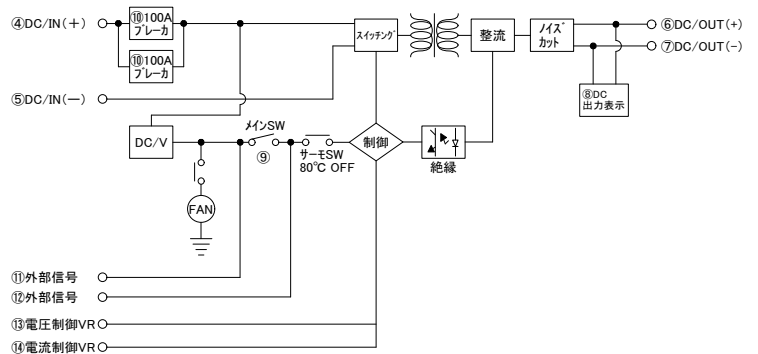 ④DC/IN(＋)
⑩100A
ブレーカ
⑩100A
ブレーカ
スイッチング
整流
ノイズ
カット
⑥DC/OUT(+)
⑦DC/OUT(-)
⑧DC
出力表示
⑤DC/IN(－)
DC/V
メインSW
⑨
サーモSW
80℃ OFF
制御
絶縁
FAN
⑪外部信号
⑫外部信号
⑬電圧制御VR
⑭電流制御VR